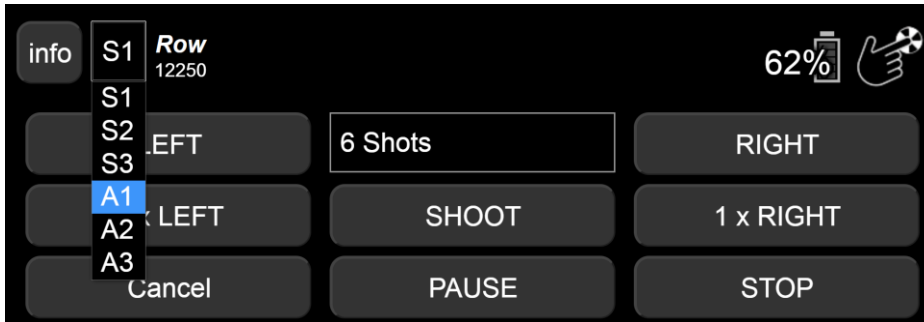 info
S1
Row
12250
62%
S1
S2
S3
A1
A2
A3
LEFT
6 Shots
RIGHT
x LEFT
SHOOT
1 x RIGHT
Cancel
PAUSE
STOP